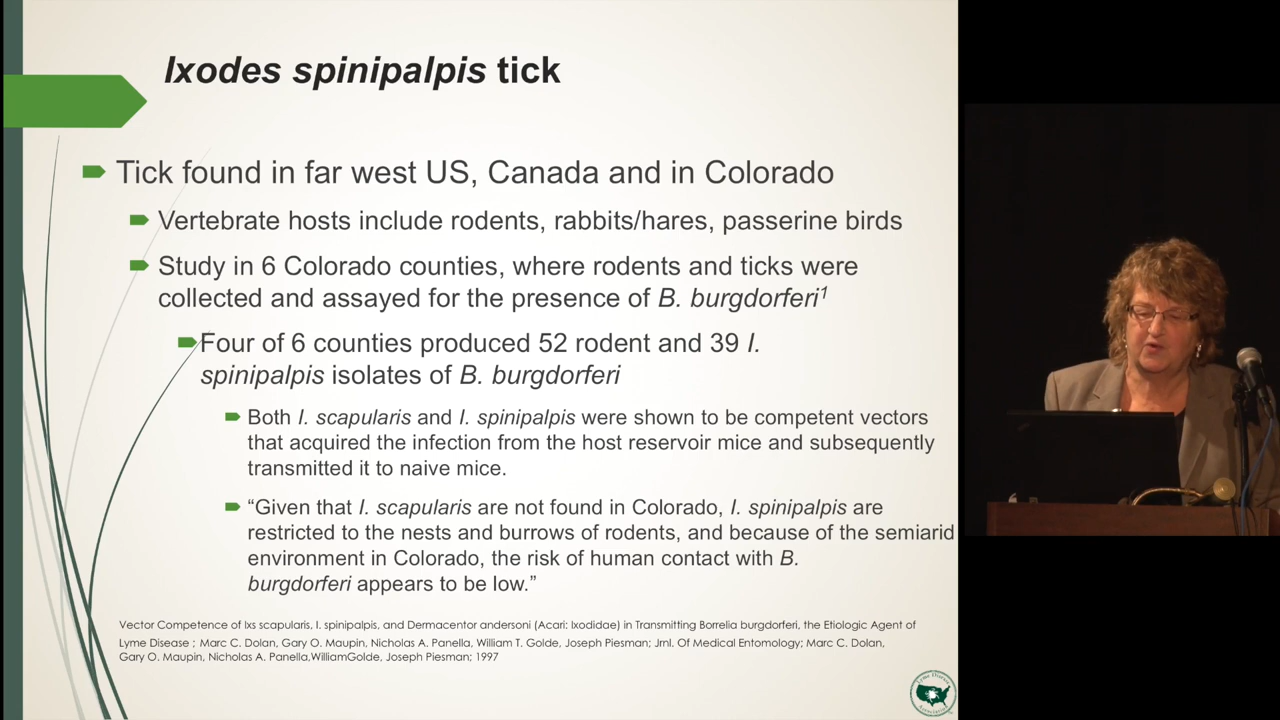 Ixodes spinipalpis tick
Tick found in far west US, Canada and in Colorado
Vertebrate hosts include rodents, rabbits/hares, passerine birds
Study in 6 Colorado counties, where rodents and ticks were
collected and assayed for the presence of B. burgdorferi1
Four of 6 counties produced 52 rodent and 39 I.
spinipalpis isolates of B. burgdorferi
Both I. scapularis and I. spinipalpis were shown to be competent vectors
that acquired the infection from the host reservoir mice and subsequently
transmitted it to naive mice.
“Given that I. scapularis are not found in Colorado, I. spinipalpis are
restricted to the nests and burrows of rodents, and because of the semiarid
environment in Colorado, the risk of human contact with B.
burgdorferi appears to be low.”
Vector Competence of Ixs scapularis, I. spinipalpis, and Dermacentor andersoni (Acari: Ixodidae) in Transmitting Borrelia burgdorferi, the Etiologic Agent of
Lyme Disease ; Marc C. Dolan, Gary O. Maupin, Nicholas A. Panella, William T. Golde, Joseph Piesman; Jrnl. Of Medical Entomology; Marc C. Dolan,
Gary O. Maupin, Nicholas A. Panella,WilliamGolde, Joseph Piesman; 1997
Lyme Disease
Association